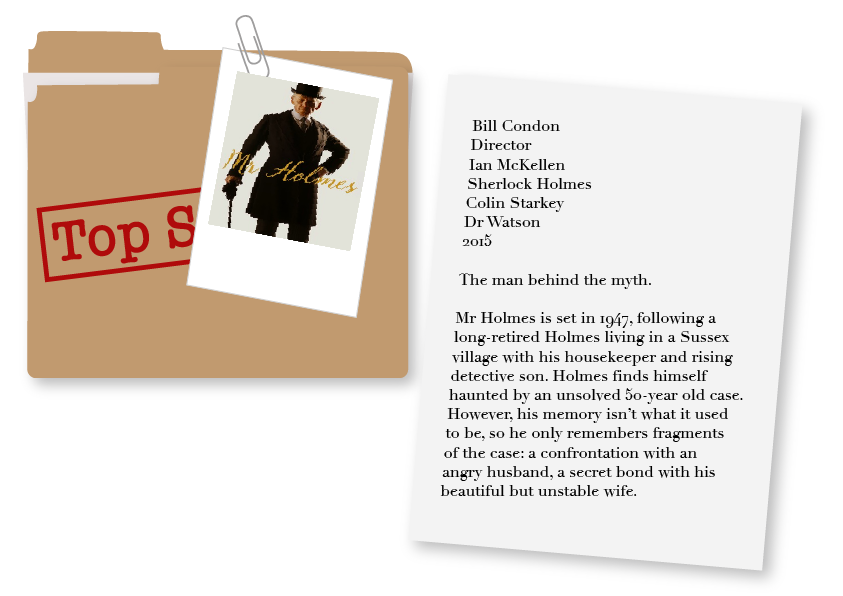 Top S
Mr Holmes
Bill Condon
Director
Ian McKellen
Sherlock Holmes
Colin Starkey
Dr Watson
2015
The man behind the myth.
Mr Holmes is set in 1947, following a
long-retired Holmes living in a Sussex
village with his housekeeper and rising
detective son. Holmes finds himself
haunted by an unsolved 50-year old case.
However, his memory isn't what it used
to be, so he only remembers fragments
of the case: a confrontation with an
angry husband, a secret bond with his
beautiful but unstable wife.